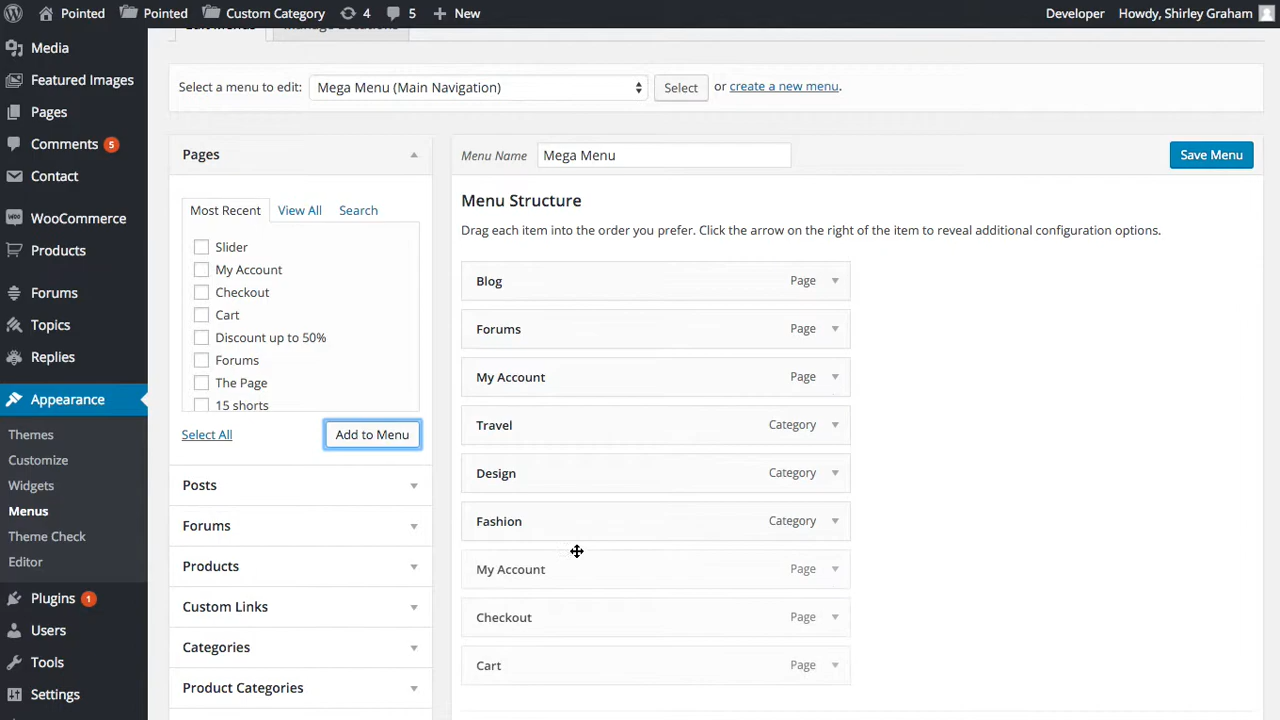 Pointed Pointed Custom Category 4 5 New Developer Howdy, Shirley Graham
Edit Menus Manage Locations
Select a menu to edit: Mega Menu (Main Navigation) Select or create a new menu.
Media
Featured Images
Pages
Comments 5
Contact
WooCommerce
Products
Forums
Topics
Replies
Appearance
Themes
Customize
Widgets
Menus
Theme Check
Editor
Plugins 1
Users
Tools
Settings
Pages
Most Recent View All Search
Slider
My Account
Checkout
Cart
Discount up to 50%
Forums
The Page
15 shorts
Select All Add to Menu
Posts
Forums
Products
Custom Links
Categories
Product Categories
Menu Name Mega Menu Save Menu
Menu Structure
Drag each item into the order you prefer. Click the arrow on the right of the item to reveal additional configuration options.
Blog Page
Forums Page
My Account Page
Travel Category
Design Category
Fashion Category
My Account Page
Checkout Page
Cart Page